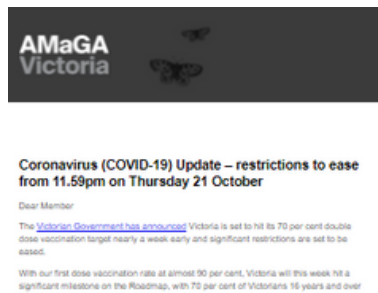 AMaGA
Victoria
Coronavirus (COVID-19) Update – restrictions to ease
from 11.59pm on Thursday 21 October
Dear Member
The Victorian Government has announced Victoria is set to hit its 70 per cent double
dose vaccination target nearly a week early and significant restrictions are set to be
eased.
With our first dose vaccination rate at almost 90 per cent, Victoria will this week hit a
significant milestone on the Roadmap, with 70 per cent of Victorians 16 years and over